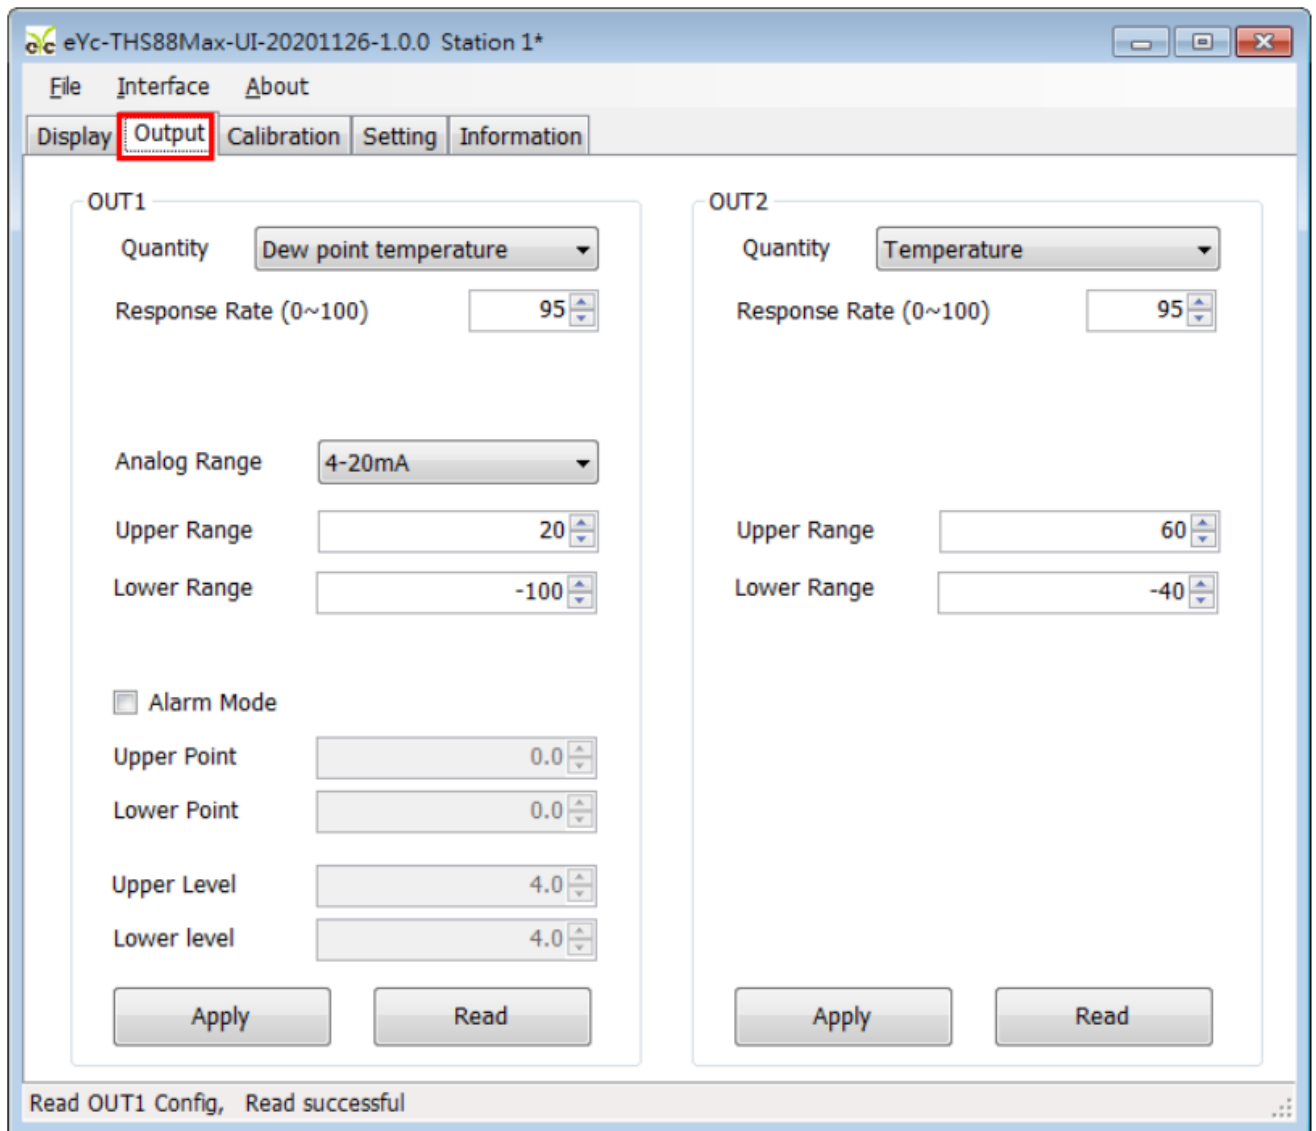 eYc eYc-THS88Max-UI-20201126-1.0.0 Station 1*
File Interface About
Display Output Calibration Setting Information
OUT1
Quantity Dew point temperature
Response Rate (0~100) 95
Analog Range 4-20mA
Upper Range 20
Lower Range -100
Alarm Mode
Upper Point 0.0
Lower Point 0.0
Upper Level 4.0
Lower level 4.0
Apply Read
OUT2
Quantity Temperature
Response Rate (0~100) 95
Upper Range 60
Lower Range -40
Apply Read
Read OUT1 Config, Read successful